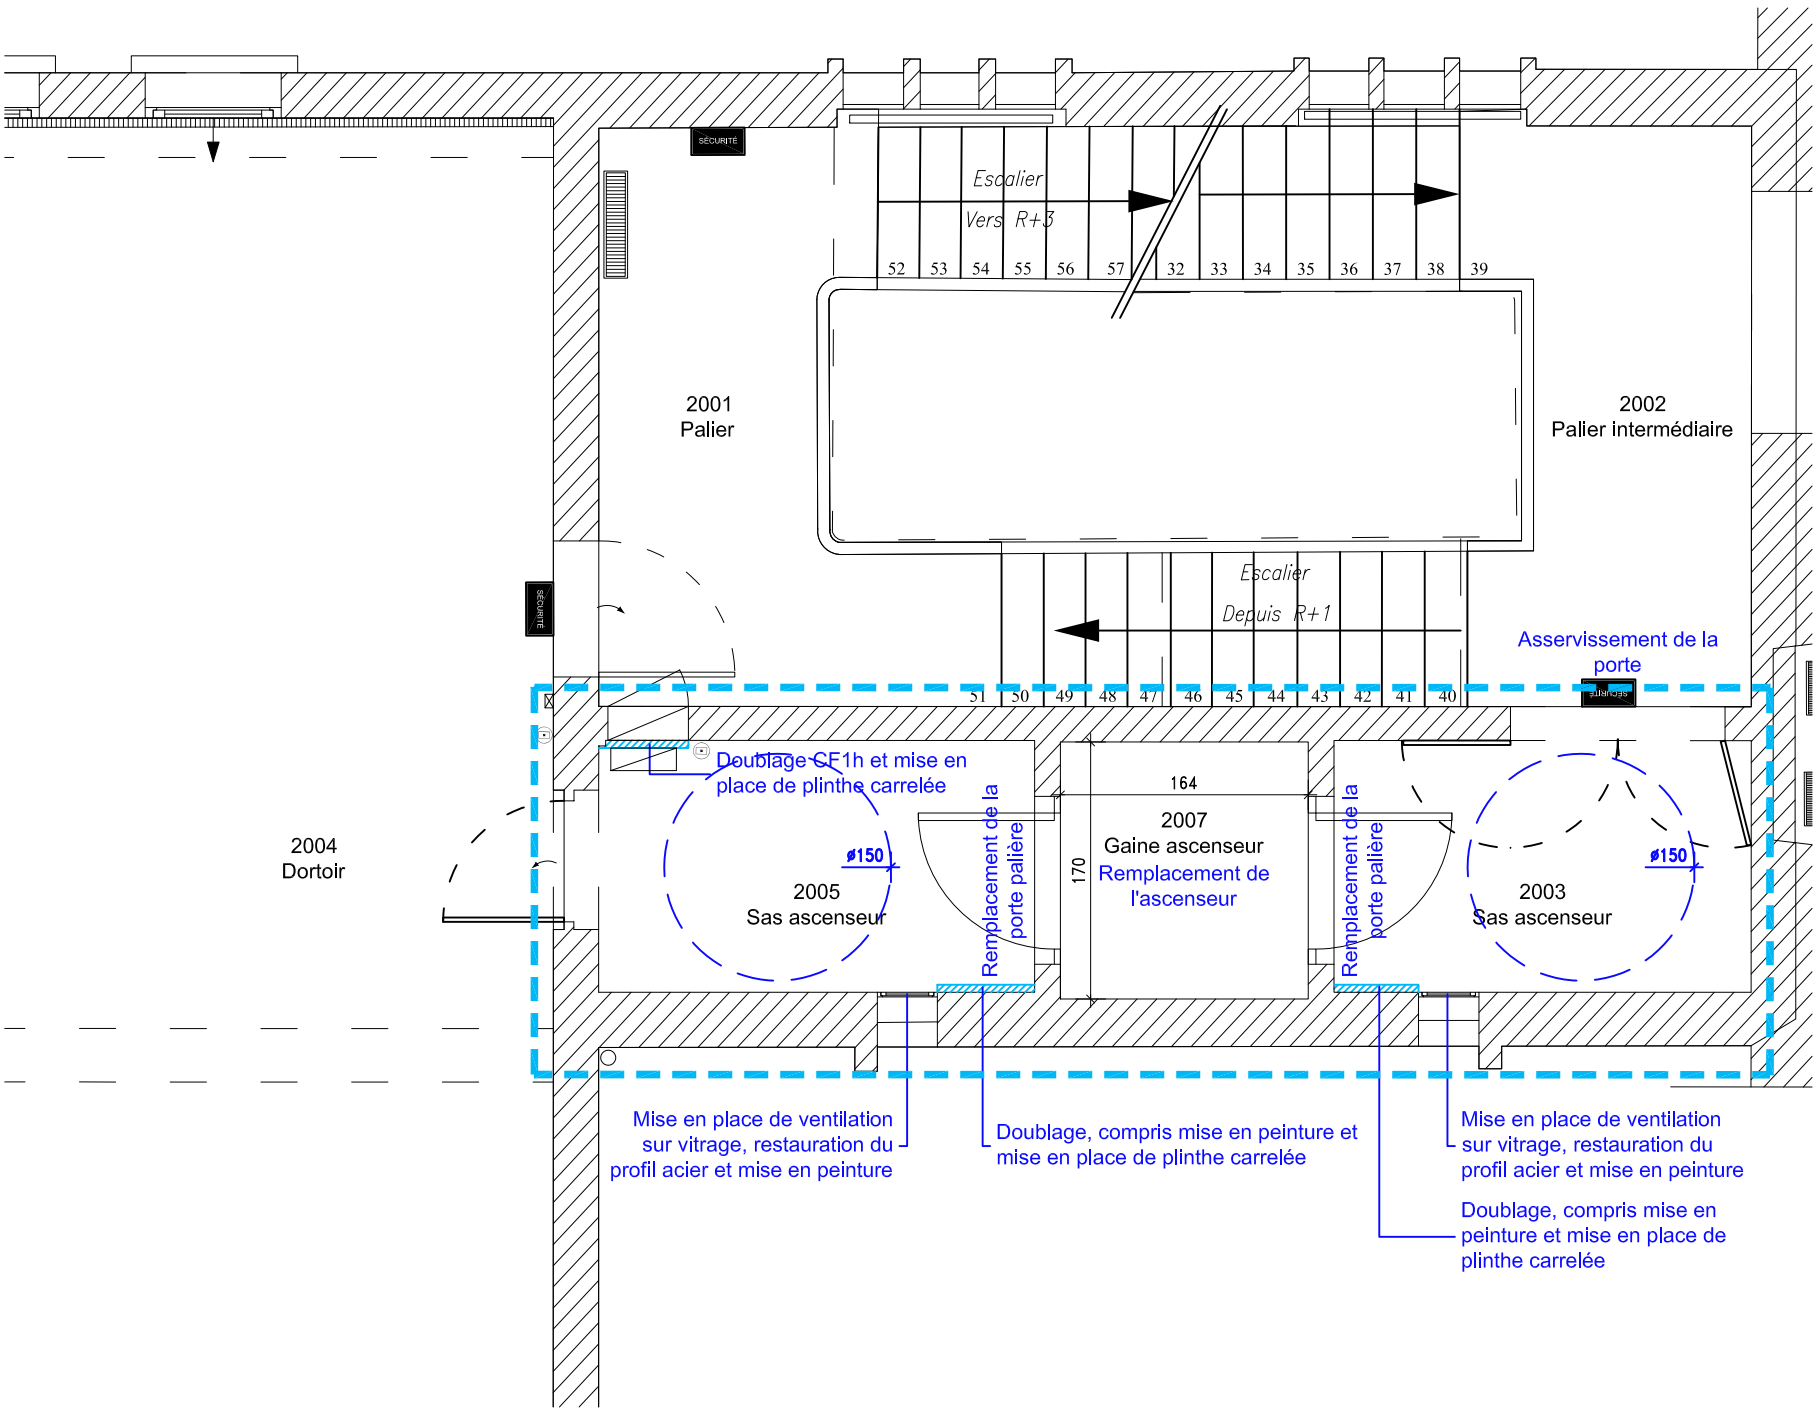 SÉCURITÉ
Escalier
Vers R+3
52 53 54 55 56 57 32 33 34 35 36 37 38 39
2001
Palier
2002
Palier intermédiaire
SÉCURITÉ
Escalier
Depuis R+1
Asservissement de la
porte
SÉCURITÉ
51 50 49 48 47 46 45 44 43 42 41 40
Doublage CF1h et mise en
place de plinthe carrelée
Remplacement de la
porte palière
164
170
2007
Gaine ascenseur
Remplacement de
l'ascenseur
Remplacement de la
porte palière
2004
Dortoir
ø150
2005
Sas ascenseur
ø150
2003
Sas ascenseur
Mise en place de ventilation
sur vitrage, restauration du
profil acier et mise en peinture
Doublage, compris mise en peinture et
mise en place de plinthe carrelée
Mise en place de ventilation
sur vitrage, restauration du
profil acier et mise en peinture
Doublage, compris mise en
peinture et mise en place de
plinthe carrelée